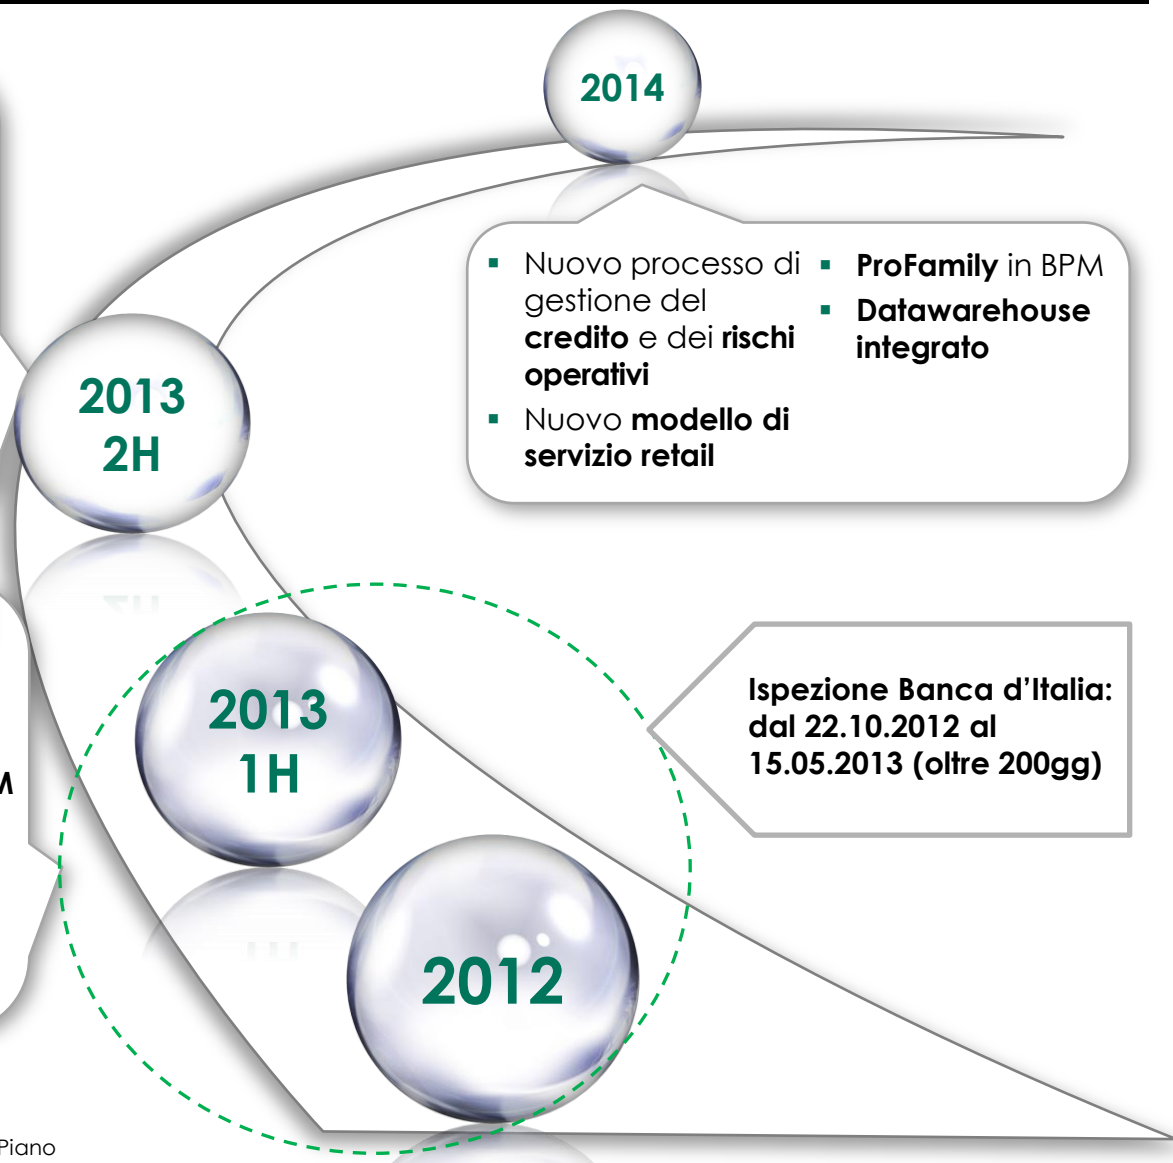 2014
Nuovo processo di
gestione del
credito e dei rischi
operativi
Nuovo modello di
servizio retail
ProFamily in BPM
Datawarehouse
integrato
2013
2H
Ispezione Banca d’Italia:
dal 22.10.2012 al
15.05.2013 (oltre 200gg)
2013
1H
M
2012
Piano